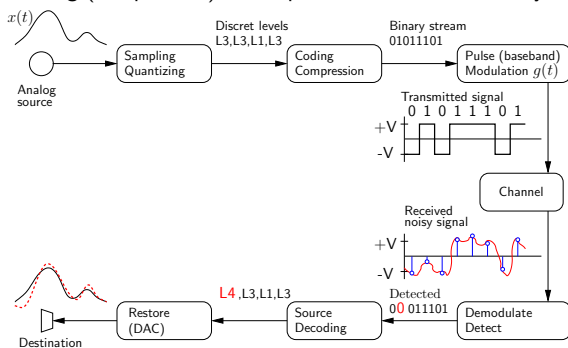 x(t)
Analog
source
Sampling
Quantizing
Discret levels
L3,L3,L1,L3
Coding
Compression
Binary stream
01011101
Pulse (baseband)
Modulation g(t)
Transmitted signal
0 1 0 1 1 1 0 1
+V
-V
Channel
Received
noisy signal
+V
-V
Demodulate
Detect
Detected
00 011101
Source
Decoding
L4,L3,L1,L3
Restore
(DAC)
Destination